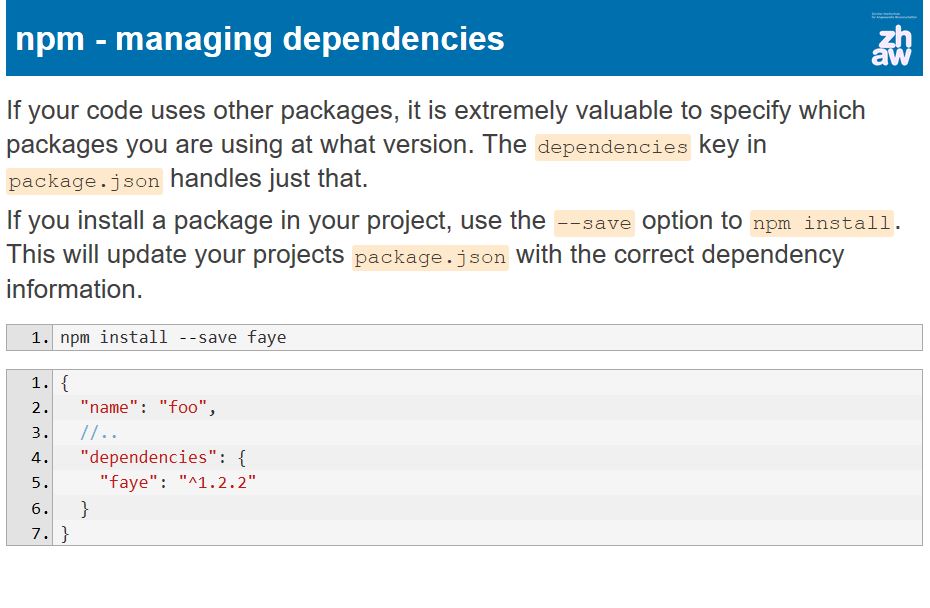 npm - managing dependencies
zh
aw
If your code uses other packages, it is extremely valuable to specify which
packages you are using at what version. The dependencies key in
package.json handles just that.
If you install a package in your project, use the --save option to npm install.
This will update your projects package.json with the correct dependency
information.
1. npm install --save faye
1. {
2. "name": "foo",
3. //..
4. "dependencies": {
5. "faye": "^1.2.2"
6. }
7. }